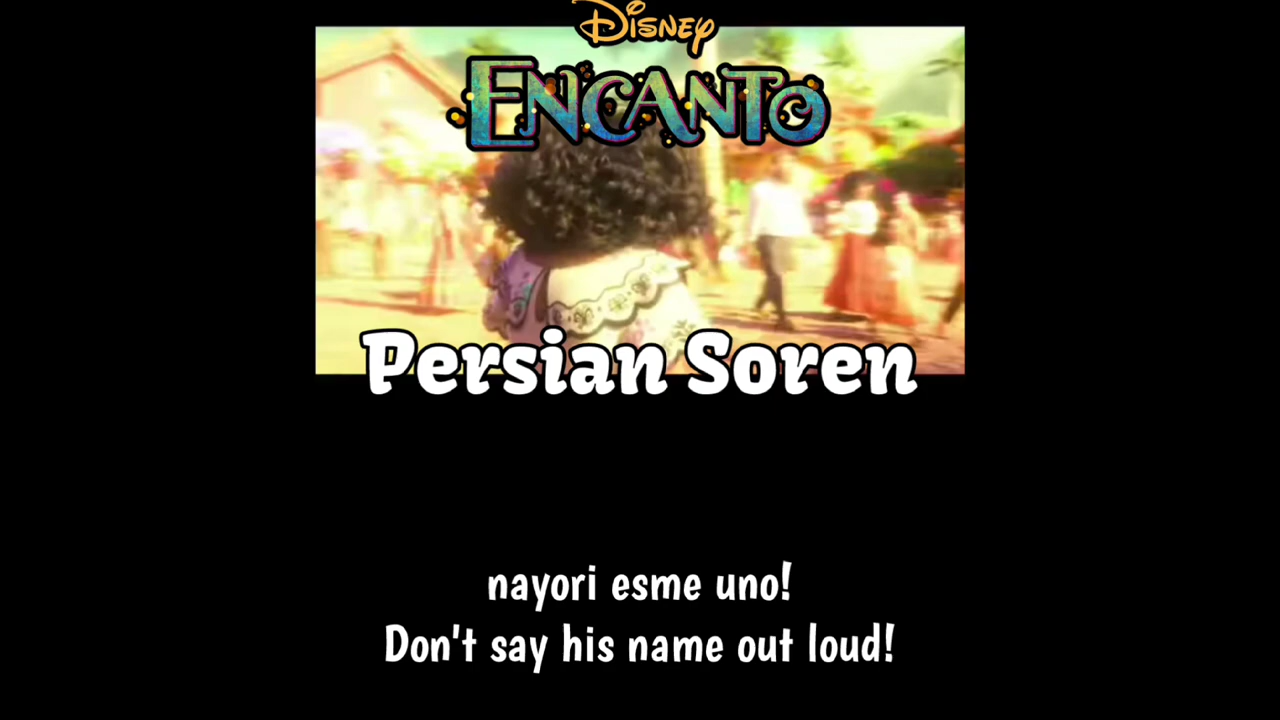 Disney
ENCANTO
Persian Soren
nayori esme uno!
Don't say his name out loud!